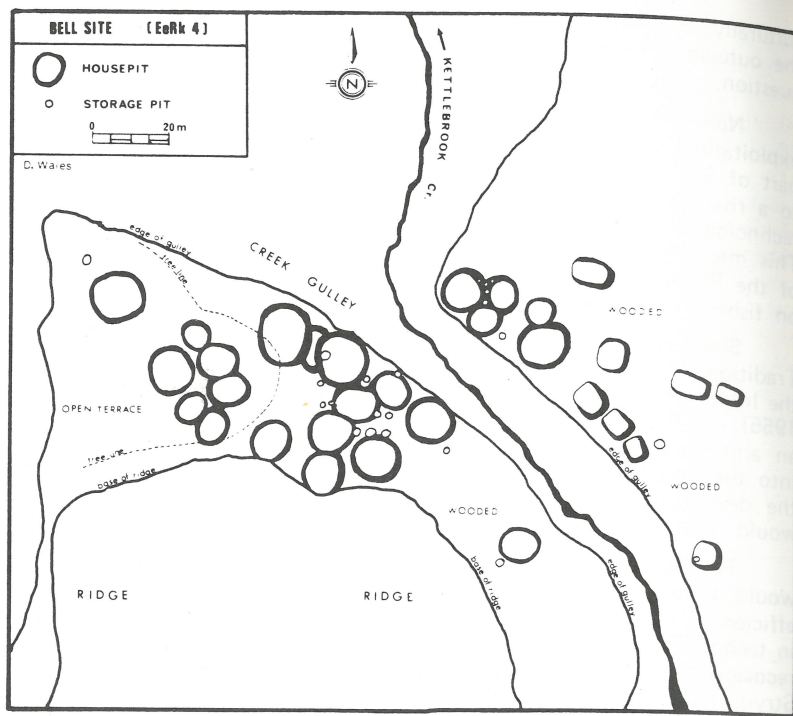 BELL SITE (EeRk 4)
HOUSEPIT
STORAGE PIT
0 20 m
D. Wales
N
KETTLEBROOK Cr.
edge of gulley
tree line
CREEK GULLEY
WOODED
OPEN TERRACE
tree line
base of ridge
edge of gulley
WOODED
WOODED
base of ridge
edge of gulley
RIDGE
RIDGE